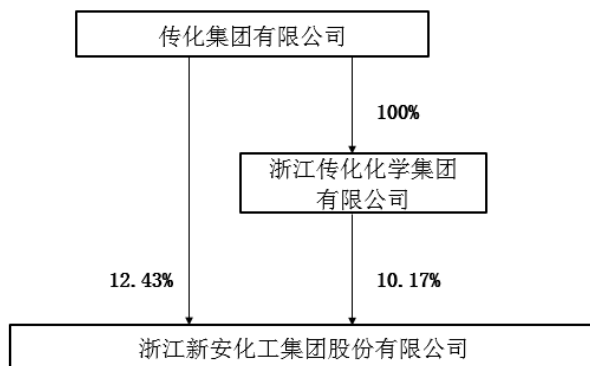 传化集团有限公司
100%
浙江传化化学集团
有限公司
12.43%
10.17%
浙江新安化工集团股份有限公司